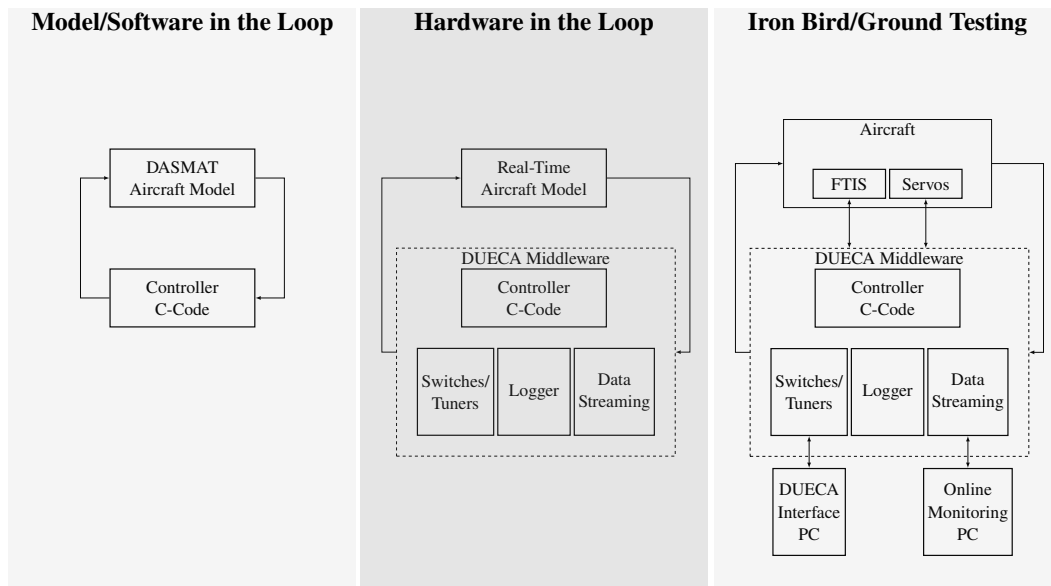 Model/Software in the Loop
DASMAT
Aircraft Model
Controller
C-Code
Hardware in the Loop
Real-Time
Aircraft Model
DUECA Middleware
Controller
C-Code
Switches/
Tuners
Logger
Data
Streaming
Iron Bird/Ground Testing
Aircraft
FTIS
Servos
DUECA Middleware
Controller
C-Code
Switches/
Tuners
Logger
Data
Streaming
DUECA
Interface
PC
Online
Monitoring
PC